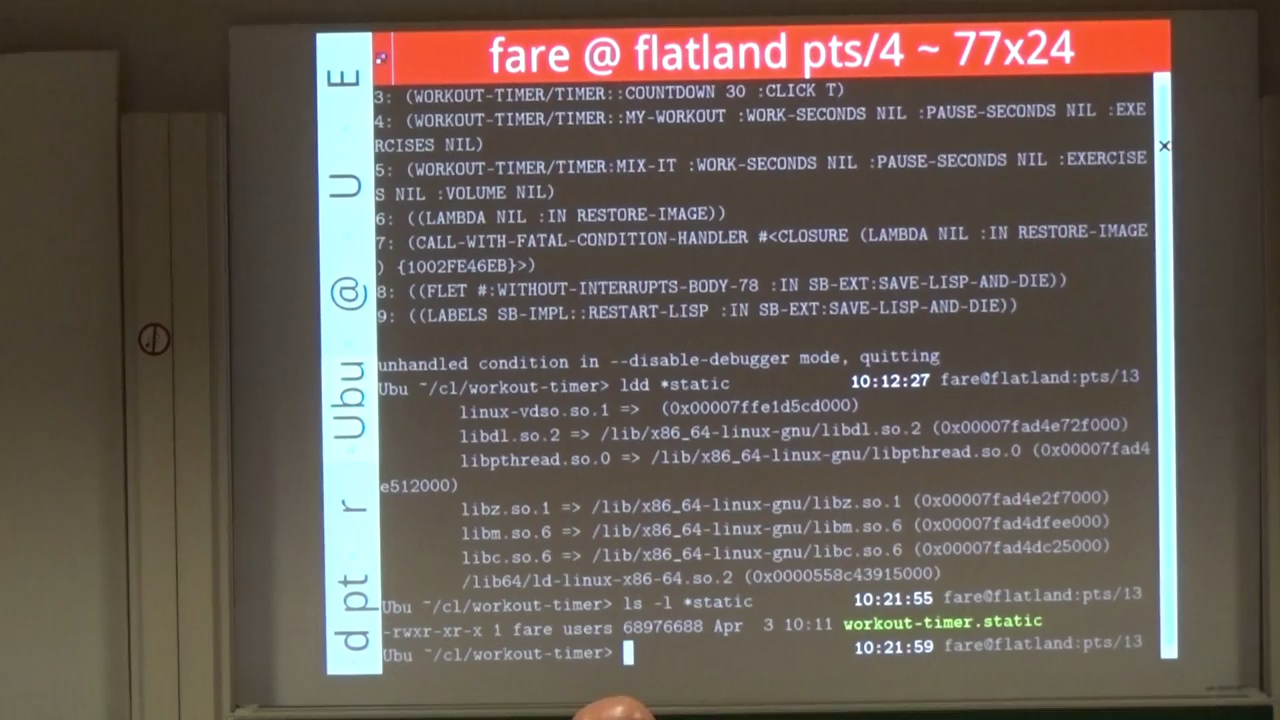 fare @ flatland pts/4 ~ 77x24
3: (WORKOUT-TIMER/TIMER::COUNTDOWN 30 :CLICK T)
4: (WORKOUT-TIMER/TIMER::MY-WORKOUT :WORK-SECONDS NIL :PAUSE-SECONDS NIL :EXE
RCISES NIL)
5: (WORKOUT-TIMER/TIMER:MIX-IT :WORK-SECONDS NIL :PAUSE-SECONDS NIL :EXERCISE
S NIL :VOLUME NIL)
6: ((LAMBDA NIL :IN RESTORE-IMAGE))
7: (CALL-WITH-FATAL-CONDITION-HANDLER #<CLOSURE (LAMBDA NIL :IN RESTORE-IMAGE
) {1002FE46EB}>)
8: ((FLET #:WITHOUT-INTERRUPTS-BODY-78 :IN SB-EXT:SAVE-LISP-AND-DIE))
9: ((LABELS SB-IMPL::RESTART-LISP :IN SB-EXT:SAVE-LISP-AND-DIE))
unhandled condition in --disable-debugger mode, quitting
Ubu ~/cl/workout-timer> ldd *static 10:12:27 fare@flatland:pts/13
linux-vdso.so.1 => (0x00007ffe1d5cd000)
libdl.so.2 => /lib/x86_64-linux-gnu/libdl.so.2 (0x00007fad4e72f000)
libpthread.so.0 => /lib/x86_64-linux-gnu/libpthread.so.0 (0x00007fad4
e512000)
libz.so.1 => /lib/x86_64-linux-gnu/libz.so.1 (0x00007fad4e2f7000)
libm.so.6 => /lib/x86_64-linux-gnu/libm.so.6 (0x00007fad4dfee000)
libc.so.6 => /lib/x86_64-linux-gnu/libc.so.6 (0x00007fad4dc25000)
/lib64/ld-linux-x86-64.so.2 (0x0000558c43915000)
Ubu ~/cl/workout-timer> ls -l *static 10:21:55 fare@flatland:pts/13
-rwxr-xr-x 1 fare users 68976688 Apr 3 10:11 workout-timer.static
Ubu ~/cl/workout-timer> 10:21:59 fare@flatland:pts/13
d pt r Ubu @ U E